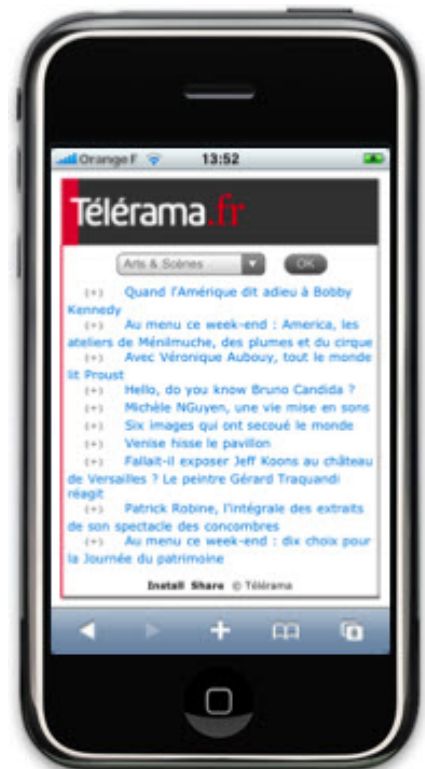 Orange F 13:52
Télérama.fr
Arts & Scènes OK
(+) Quand l'Amérique dit adieu à Bobby
Kennedy
(+) Au menu ce week-end : America, les
ateliers de Ménilmuche, des plumes et du cirque
(+) Avec Véronique Aubouy, tout le monde
lit Proust
(+) Hello, do you know Bruno Candida ?
(+) Michèle NGuyen, une vie mise en sons
(+) Six images qui ont secoué le monde
(+) Venise hisse le pavillon
(+) Fallait-il exposer Jeff Koons au château
de Versailles ? Le peintre Gérard Traquandi
réagit
(+) Patrick Robine, l'intégrale des extraits
de son spectacle des concombres
(+) Au menu ce week-end : dix choix pour
la Journée du patrimoine
Install Share © Télérama